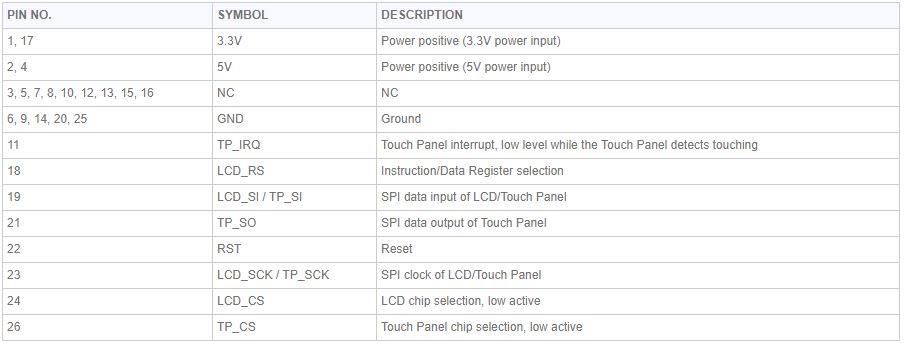 PIN NO. SYMBOL DESCRIPTION
1, 17 3.3V Power positive (3.3V power input)
2, 4 5V Power positive (5V power input)
3, 5, 7, 8, 10, 12, 13, 15, 16 NC NC
6, 9, 14, 20, 25 GND Ground
11 TP_IRQ Touch Panel interrupt, low level while the Touch Panel detects touching
18 LCD_RS Instruction/Data Register selection
19 LCD_SI / TP_SI SPI data input of LCD/Touch Panel
21 TP_SO SPI data output of Touch Panel
22 RST Reset
23 LCD_SCK / TP_SCK SPI clock of LCD/Touch Panel
24 LCD_CS LCD chip selection, low active
26 TP_CS Touch Panel chip selection, low active